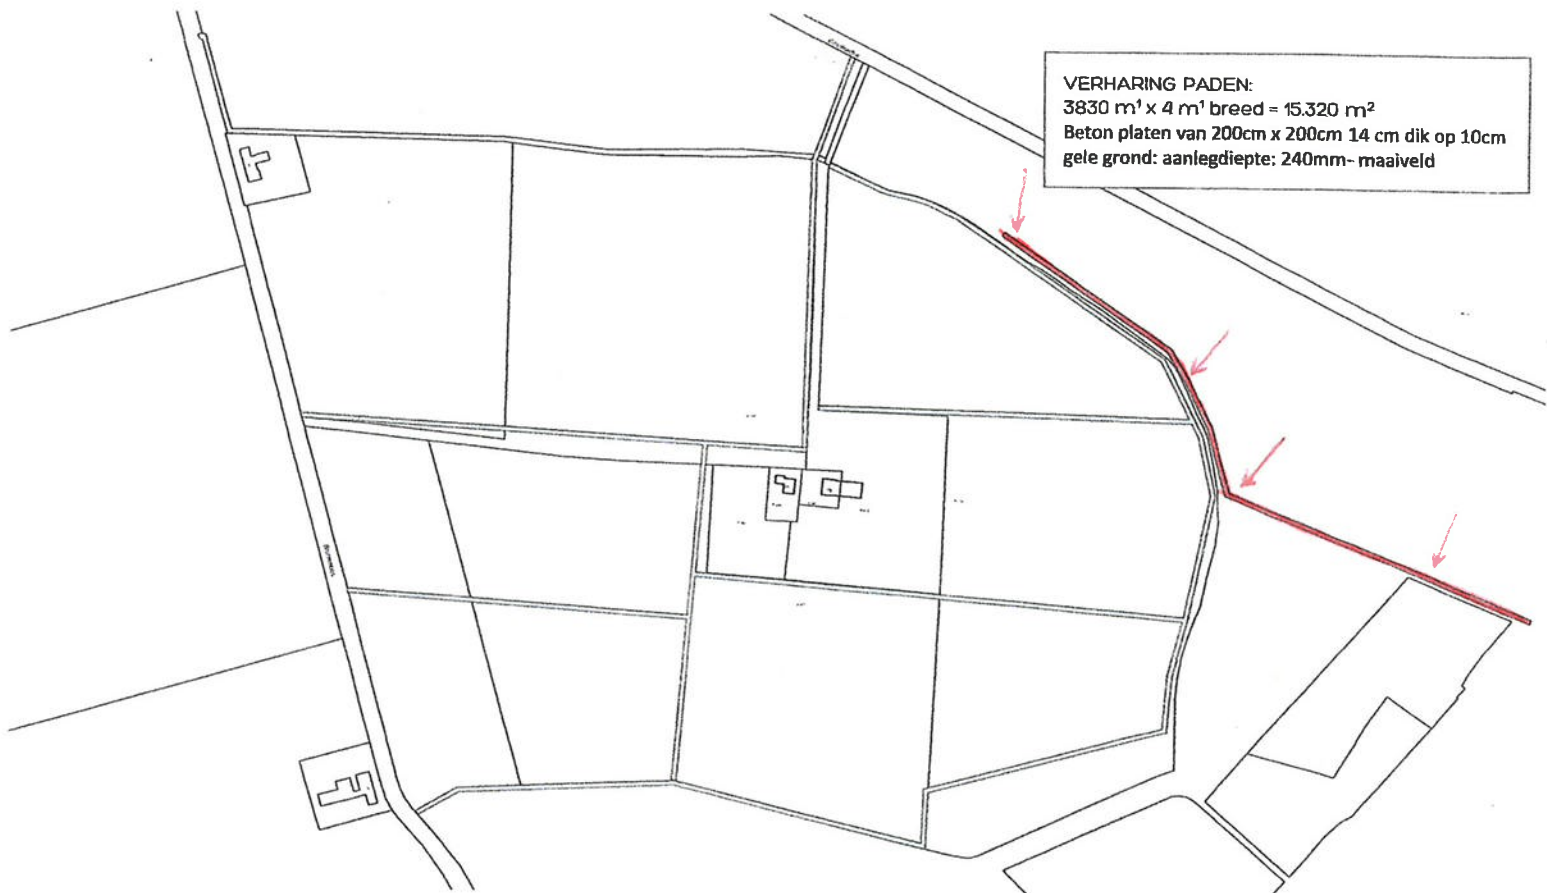 VERHARING PADEN:
3830 m¹ x 4 m¹ breed = 15.320 m²
Beton platen van 200cm x 200cm 14 cm dik op 10cm
gele grond: aanlegdiepte: 240mm- maaiveld